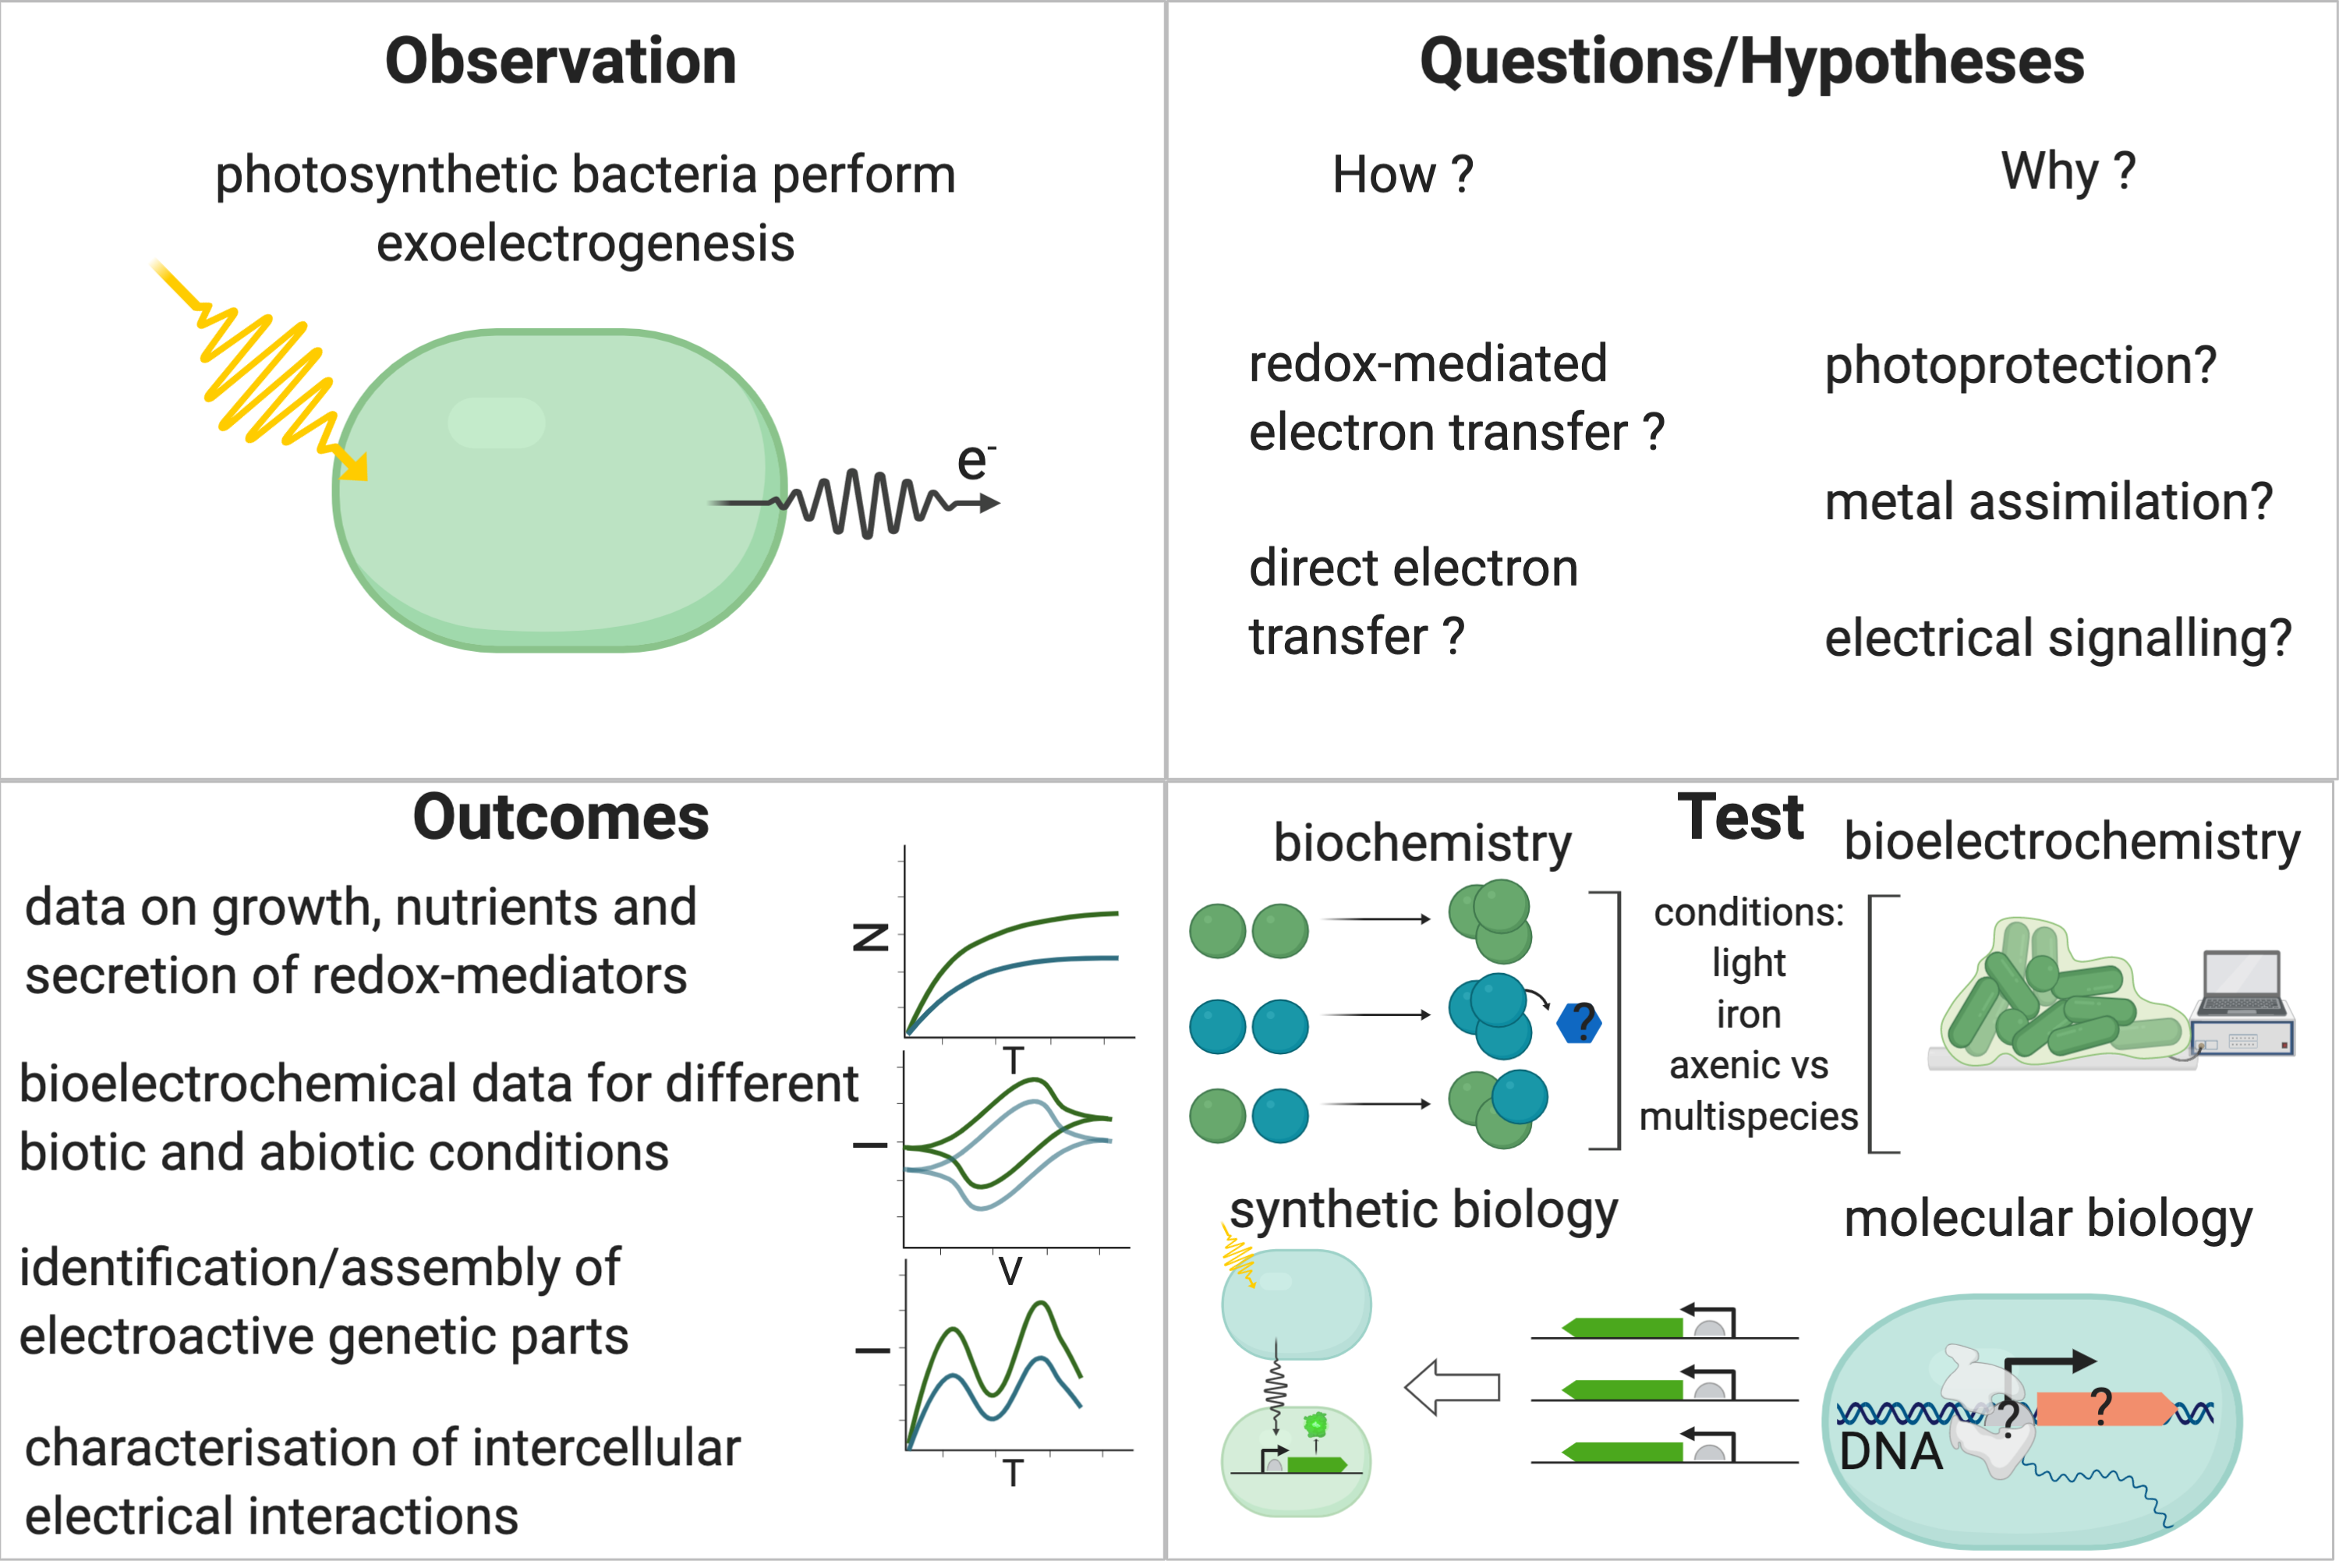 Observation
photosynthetic bacteria perform
exoelectrogenesis
e-
Questions/Hypotheses
How ?
Why ?
redox-mediated
electron transfer ?
direct electron
transfer ?
photoprotection?
metal assimilation?
electrical signalling?
Outcomes
data on growth, nutrients and
secretion of redox-mediators
bioelectrochemical data for different
biotic and abiotic conditions
identification/assembly of
electroactive genetic parts
characterisation of intercellular
electrical interactions
N
T
I
V
I
T
Test
biochemistry
?
conditions:
light
iron
axenic vs
multispecies
bioelectrochemistry
synthetic biology
molecular biology
?
?
DNA